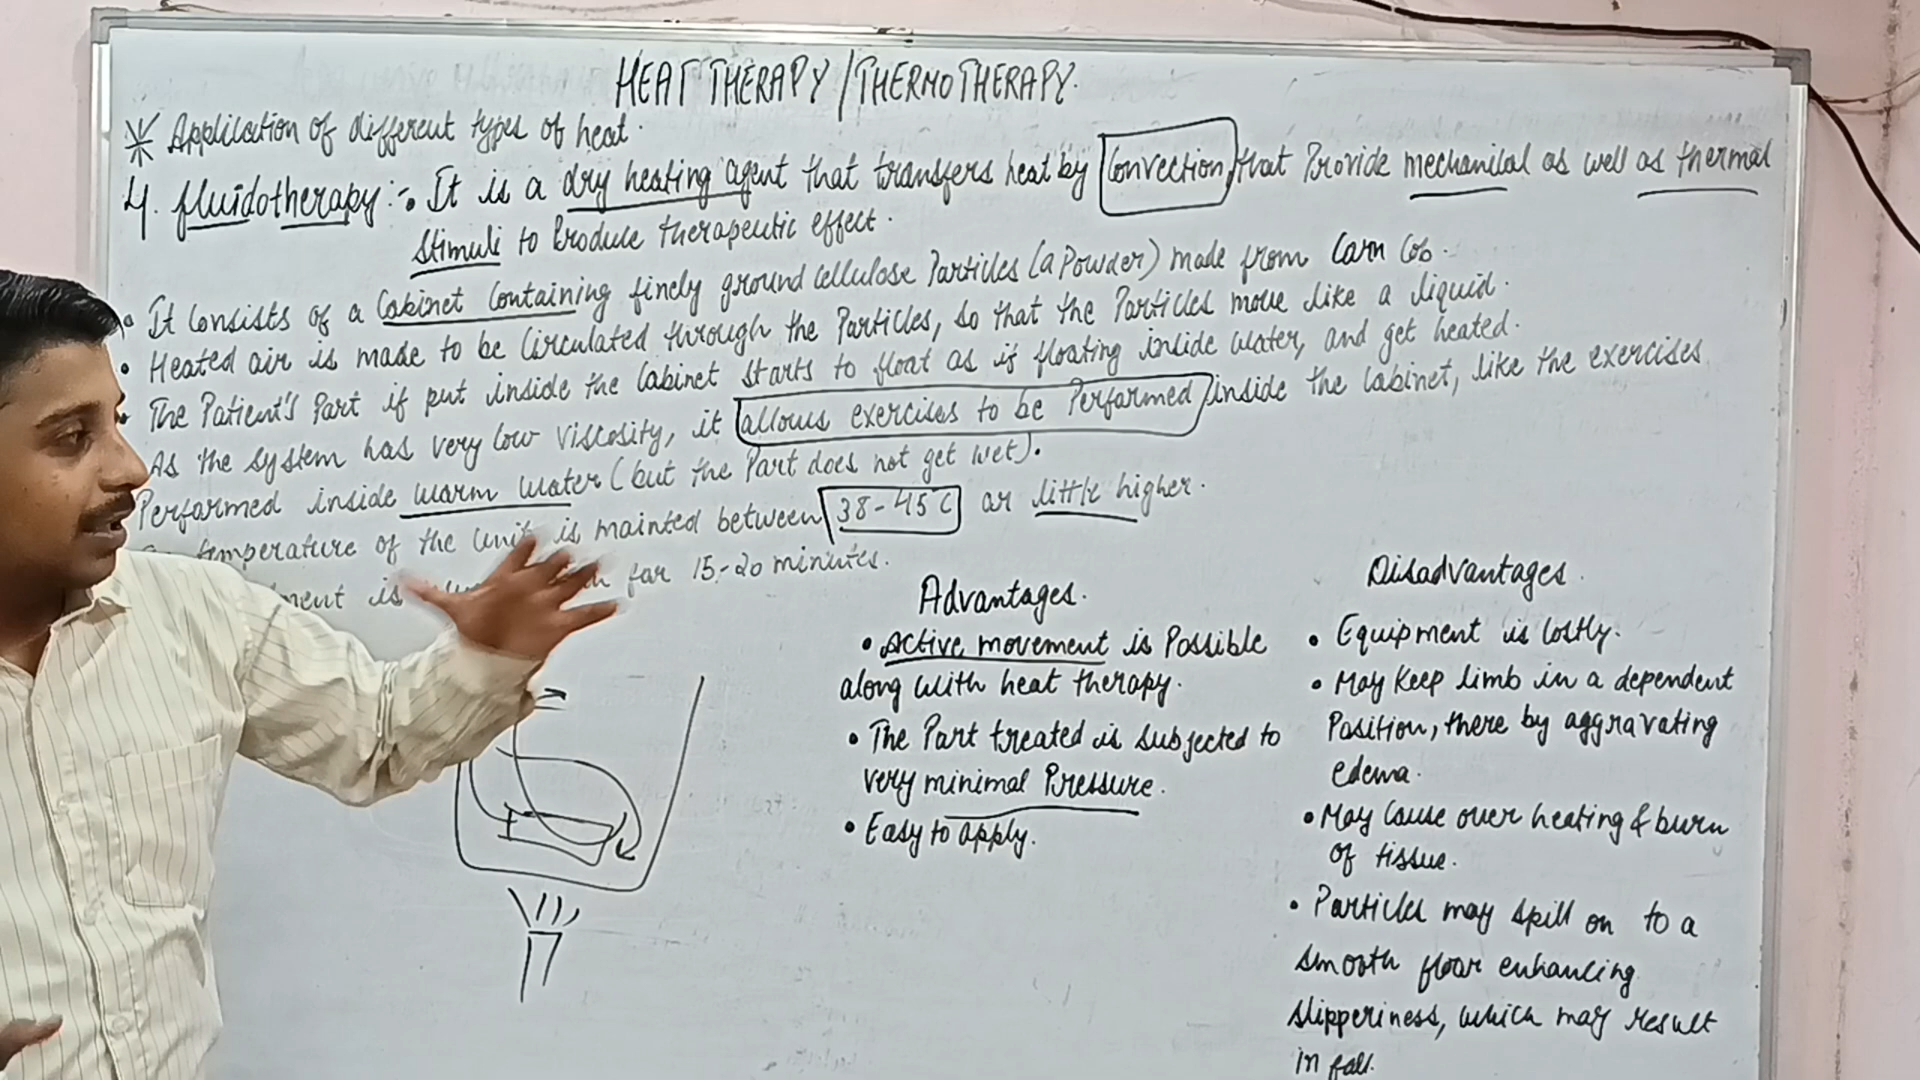 HEAT THERAPY / THERMOTHERAPY.
* Application of different types of heat.
4. fluidotherapy:- • It is a dry heating agent that transfers heat by Convection that Provide mechanical as well as thermal
Stimuli to Produce therapeutic effect.
• It Consists of a Cabinet Containing finely ground Cellulose Particles (a Powder) made from Corn Cob.
• Heated air is made to be Circulated through the Particles, so that the Particles move like a liquid.
• The Patient's Part if put inside the Cabinet starts to float as if floating inside water, and get heated.
As the system has very low Viscosity, it allows exercises to be Performed inside the Cabinet, like the exercises
Performed inside warm water (but the Part does not get wet).
temperature of the unit is mainted between 38-45 C or little higher.
is for 15-20 minutes.
Advantages.
• Active movement is Possible
along with heat therapy.
• The Part treated is subjected to
very minimal Pressure.
• Easy to apply.
Disadvantages.
• Equipment is Costly.
• May Keep limb in a dependent
Position, there by aggravating
edema.
• May Cause over heating & burn
of tissue.
• Particles may spill on to a
smooth floor enhancing
slipperiness, which may result
in fall.